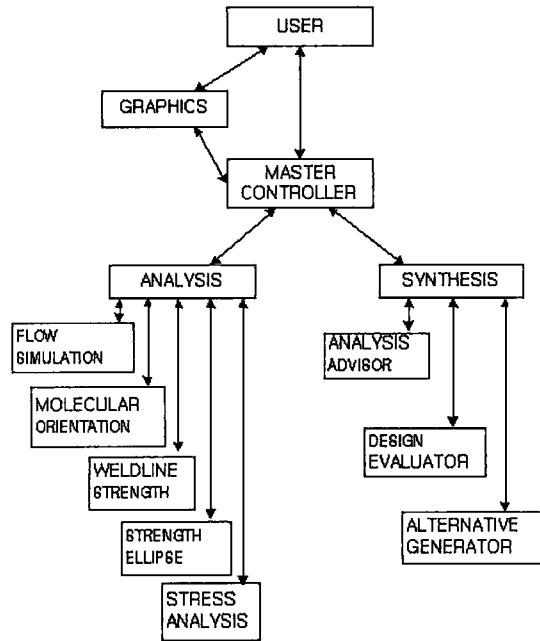 USER
GRAPHICS
MASTER
CONTROLLER
ANALYSIS
SYNTHESIS
FLOW
SIMULATION
ANALYSIS
ADVISOR
MOLECULAR
ORIENTATION
DESIGN
EVALUATOR
WELDLINE
STRENGTH
STRENGTH
ELLIPSE
ALTERNATIVE
GENERATOR
STRESS
ANALYSIS